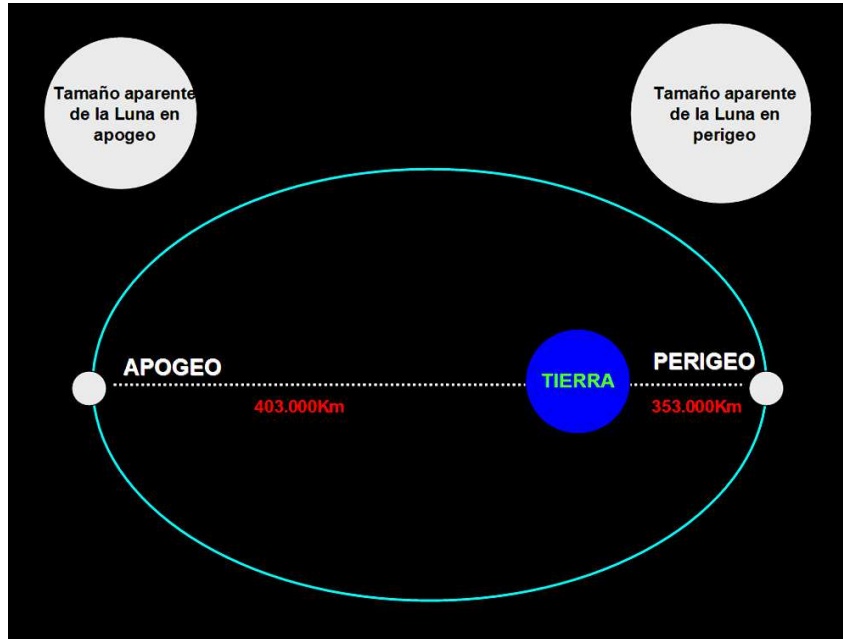 Tamaño aparente
de la Luna en
apogeo
Tamaño aparente
de la Luna en
perigeo
APOGEO
PERIGEO
TIERRA
403.000Km
353.000Km